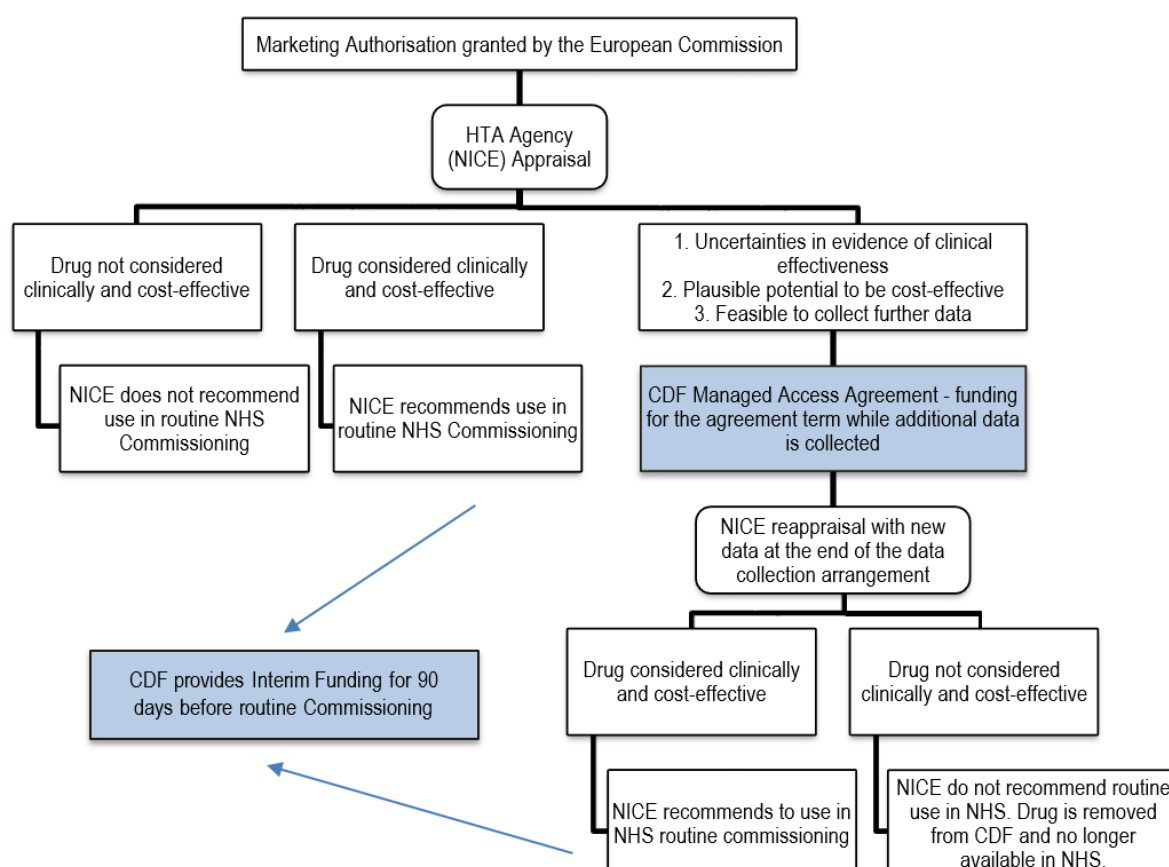 Marketing Authorisation granted by the European Commission
HTA Agency
(NICE) Appraisal
Drug not considered
clinically and cost-effective
Drug considered clinically
and cost-effective
1. Uncertainties in evidence of clinical
effectiveness
2. Plausible potential to be cost-effective
3. Feasible to collect further data
NICE does not recommend
use in routine NHS
Commissioning
NICE recommends use in
routine NHS Commissioning
CDF Managed Access Agreement - funding
for the agreement term while additional data
is collected
NICE reappraisal with new
data at the end of the data
collection arrangement
CDF provides Interim Funding for 90
days before routine Commissioning
Drug considered clinically
and cost-effective
Drug not considered
clinically and cost-effective
NICE recommends to use in
NHS routine commissioning
NICE do not recommend routine
use in NHS. Drug is removed
from CDF and no longer
available in NHS.